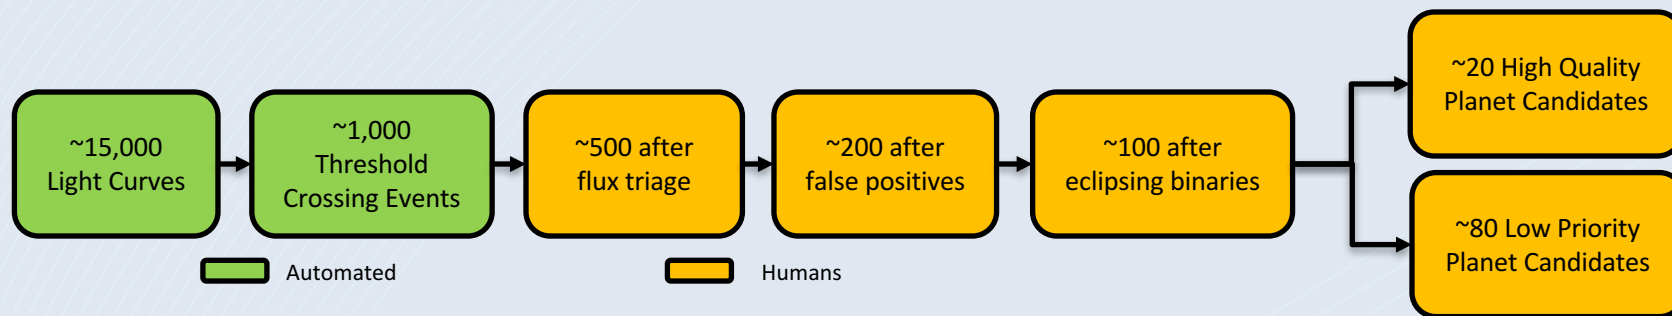 ~15,000
Light Curves
~1,000
Threshold
Crossing Events
~500 after
flux triage
~200 after
false positives
~100 after
eclipsing binaries
~20 High Quality
Planet Candidates
~80 Low Priority
Planet Candidates
Automated
Humans